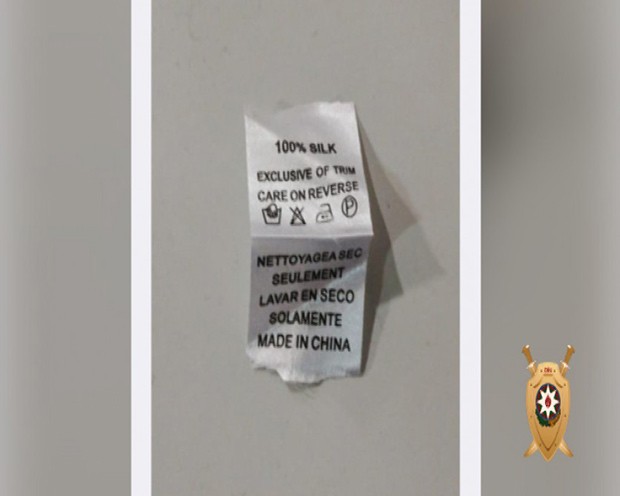 100% SILK
EXCLUSIVE OF TRIM
CARE ON REVERSE
P
NETTOYAGEA SEC
SEULEMENT
LAVAR EN SECO
SOLAMENTE
MADE IN CHINA